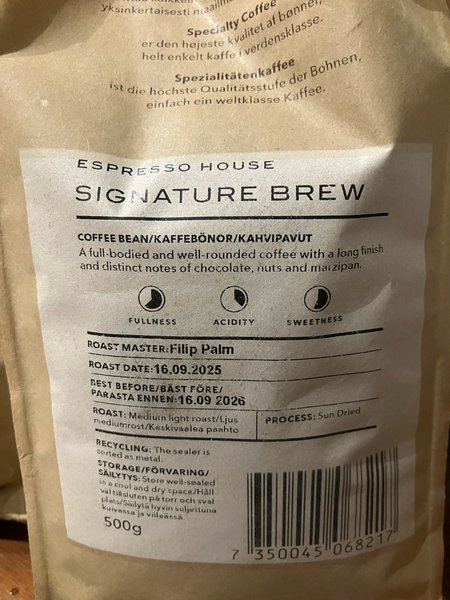 yksinkertaisesti
Specialty Coffee
er den højeste kvalitet af bønner,
helt enkelt kaffe i verdensklasse.
Spezialitätenkaffee
ist die höchste Qualitätsstufe der Bohnen,
einfach ein weltklasse Kaffee.
ESPRESSO HOUSE
SIGNATURE BREW
COFFEE BEAN/KAFFEBÖNOR/KAHVIPAVUT
A full-bodied and well-rounded coffee with a long finish
and distinct notes of chocolate, nuts and marzipan.
FULLNESS ACIDITY SWEETNESS
ROAST MASTER: Filip Palm
ROAST DATE: 16.09.2025
BEST BEFORE/BÄST FÖRE/
PARASTA ENNEN: 16.09 2026
ROAST: Medium light roast/Ljus
mediumrost/Keskivaalea paahto
PROCESS: Sun Dried
RECYCLING: The sealer is
sorted as metal.
STORAGE/FÖRVARING/
SÄILYTYS: Store well-sealed
in a cool and dry space/Håll
väl tillsluten på torr och sval
plats/Säilytä hyvin suljettuna
kuivassa ja viileässä.
500g
7 350045 068217